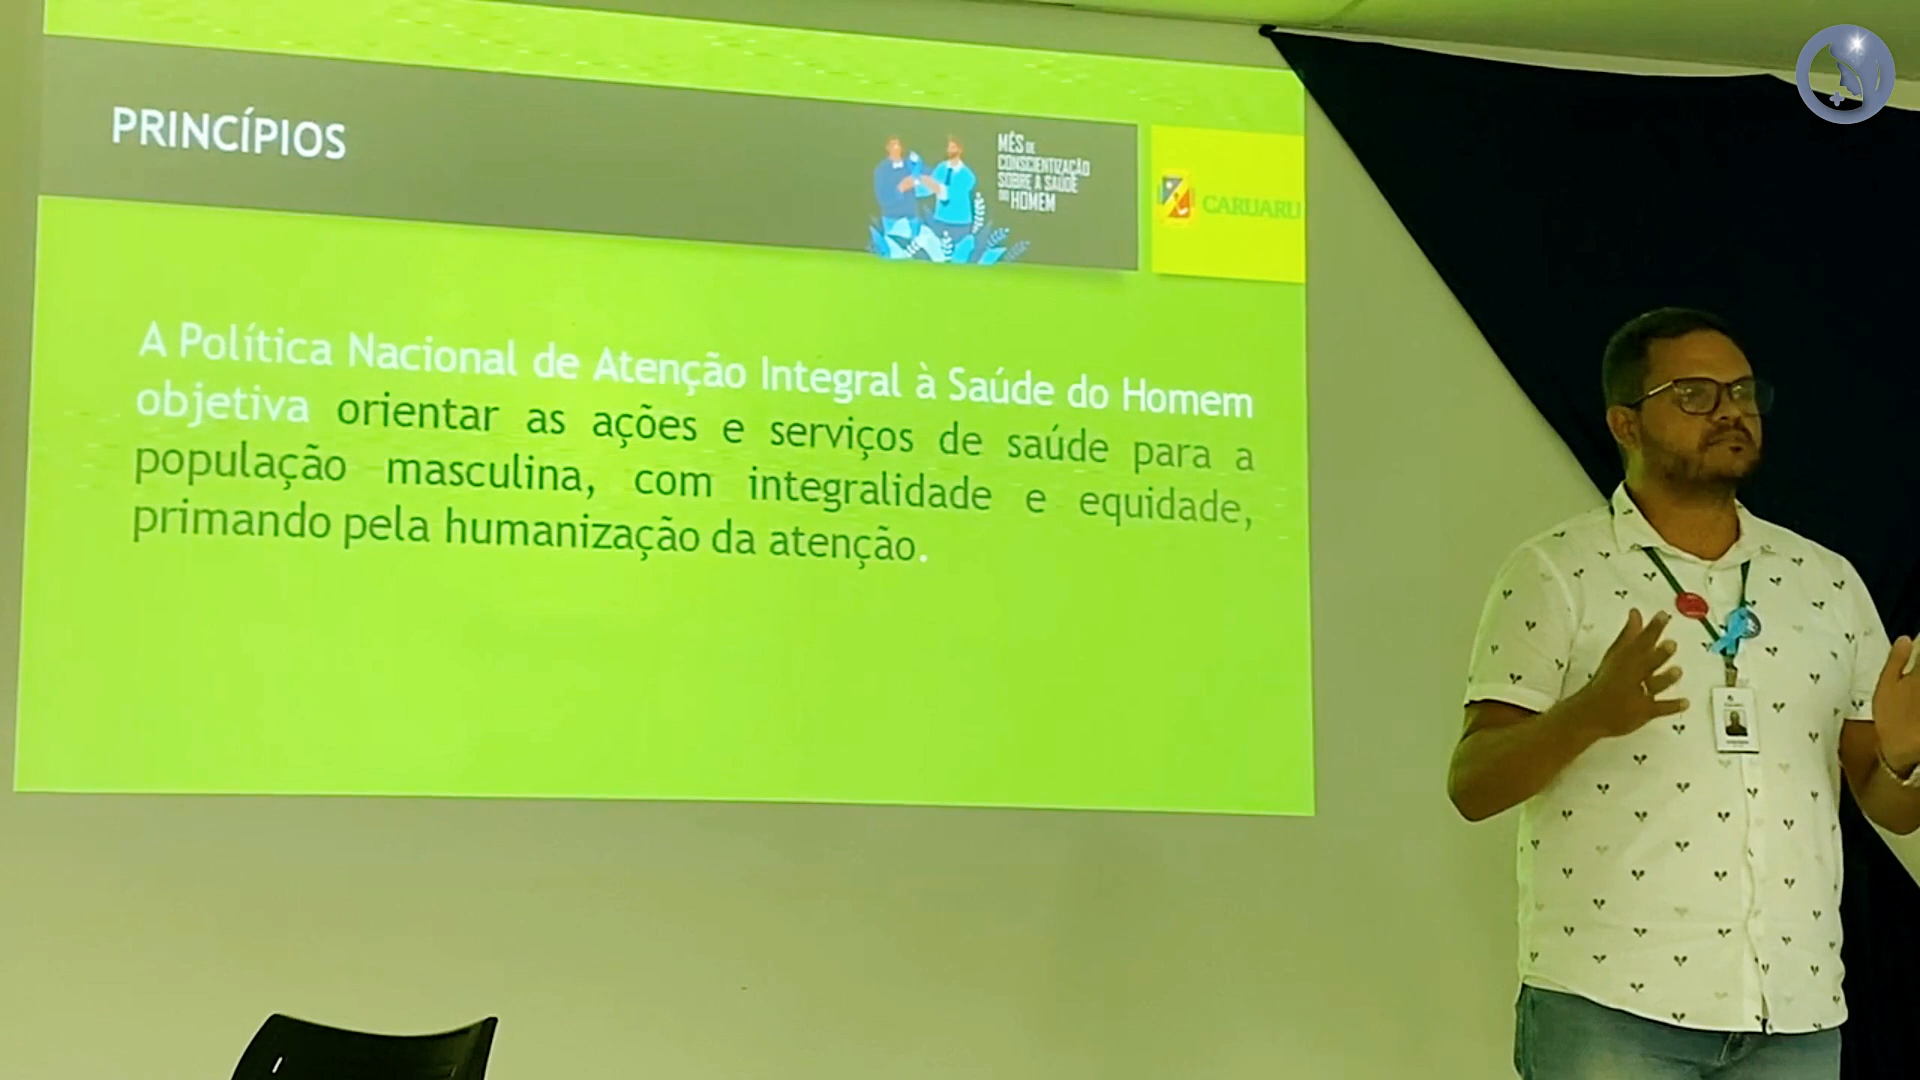 PRINCÍPIOS
MÊS DE
CONSCIENTIZAÇÃO
SOBRE A SAÚDE
DO HOMEM
CARUARU
A Política Nacional de Atenção Integral à Saúde do Homem
objetiva orientar as ações e serviços de saúde para a
população masculina, com integralidade e equidade,
primando pela humanização da atenção.